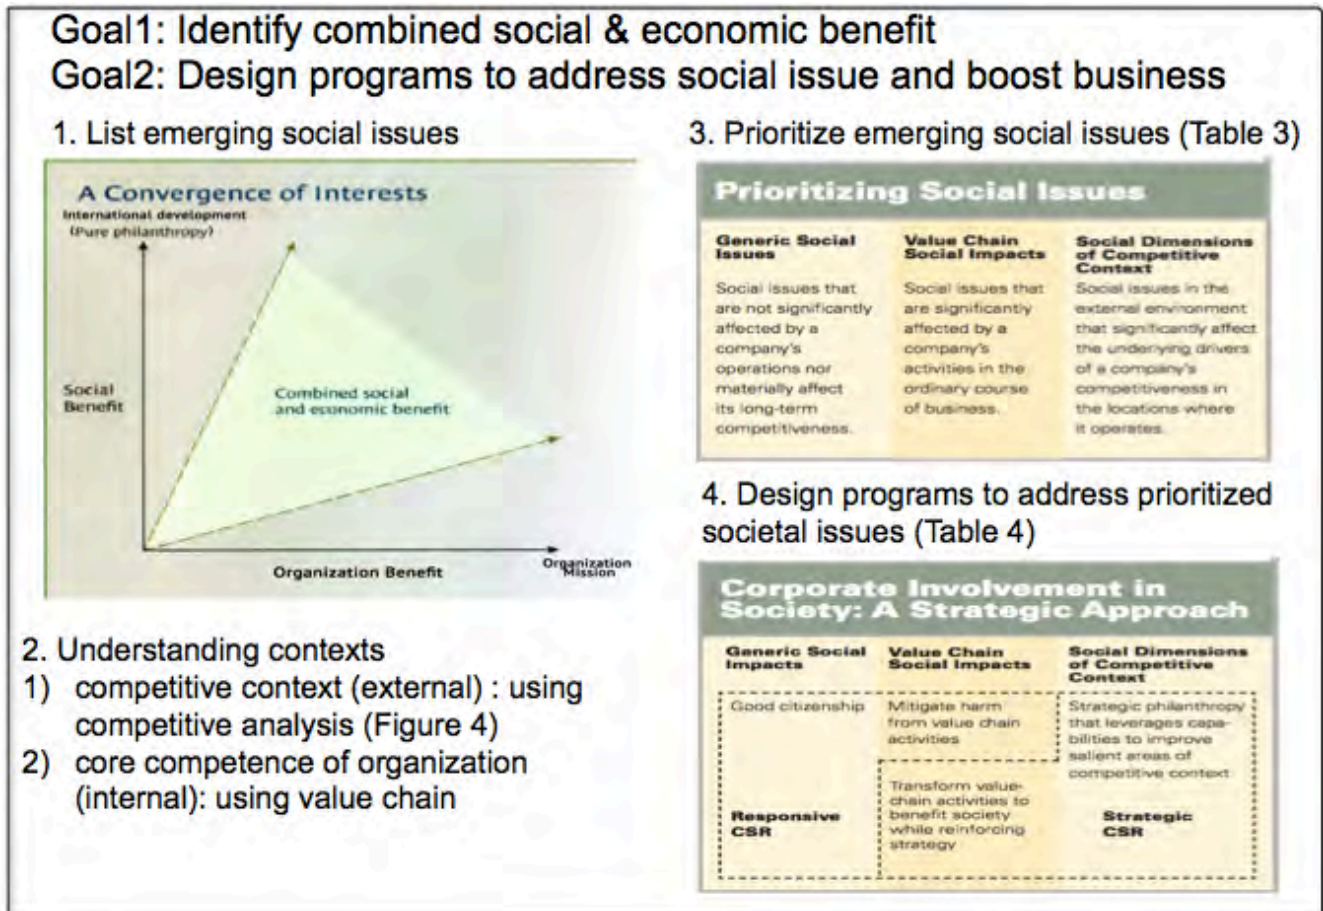 Goal1: Identify combined social & economic benefit
Goal2: Design programs to address social issue and boost business
1. List emerging social issues
A Convergence of Interests
International development
(Pure philanthropy)
Social
Benefit
Combined social
and economic benefit
Organization Benefit
Organization
Mission
2. Understanding contexts
1) competitive context (external) : using
competitive analysis (Figure 4)
2) core competence of organization
(internal): using value chain
3. Prioritize emerging social issues (Table 3)
Prioritizing Social Issues
Generic Social
Issues
Social issues that
are not significantly
affected by a
company's
operations nor
materially affect
its long-term
competitiveness.
Value Chain
Social Impacts
Social issues that
are significantly
affected by a
company's
activities in the
ordinary course
of business.
Social Dimensions
of Competitive
Context
Social issues in the
external environment
that significantly affect
the underlying drivers
of a company's
competitiveness in
the locations where
it operates.
4. Design programs to address prioritized
societal issues (Table 4)
Corporate Involvement in
Society: A Strategic Approach
Generic Social
Impacts
Good citizenship
Responsive
CSR
Value Chain
Social Impacts
Mitigate harm
from value chain
activities
Transform value-
chain activities to
benefit society
while reinforcing
strategy
Social Dimensions
of Competitive
Context
Strategic philanthropy
that leverages capa-
bilities to improve
salient areas of
competitive context
Strategic
CSR